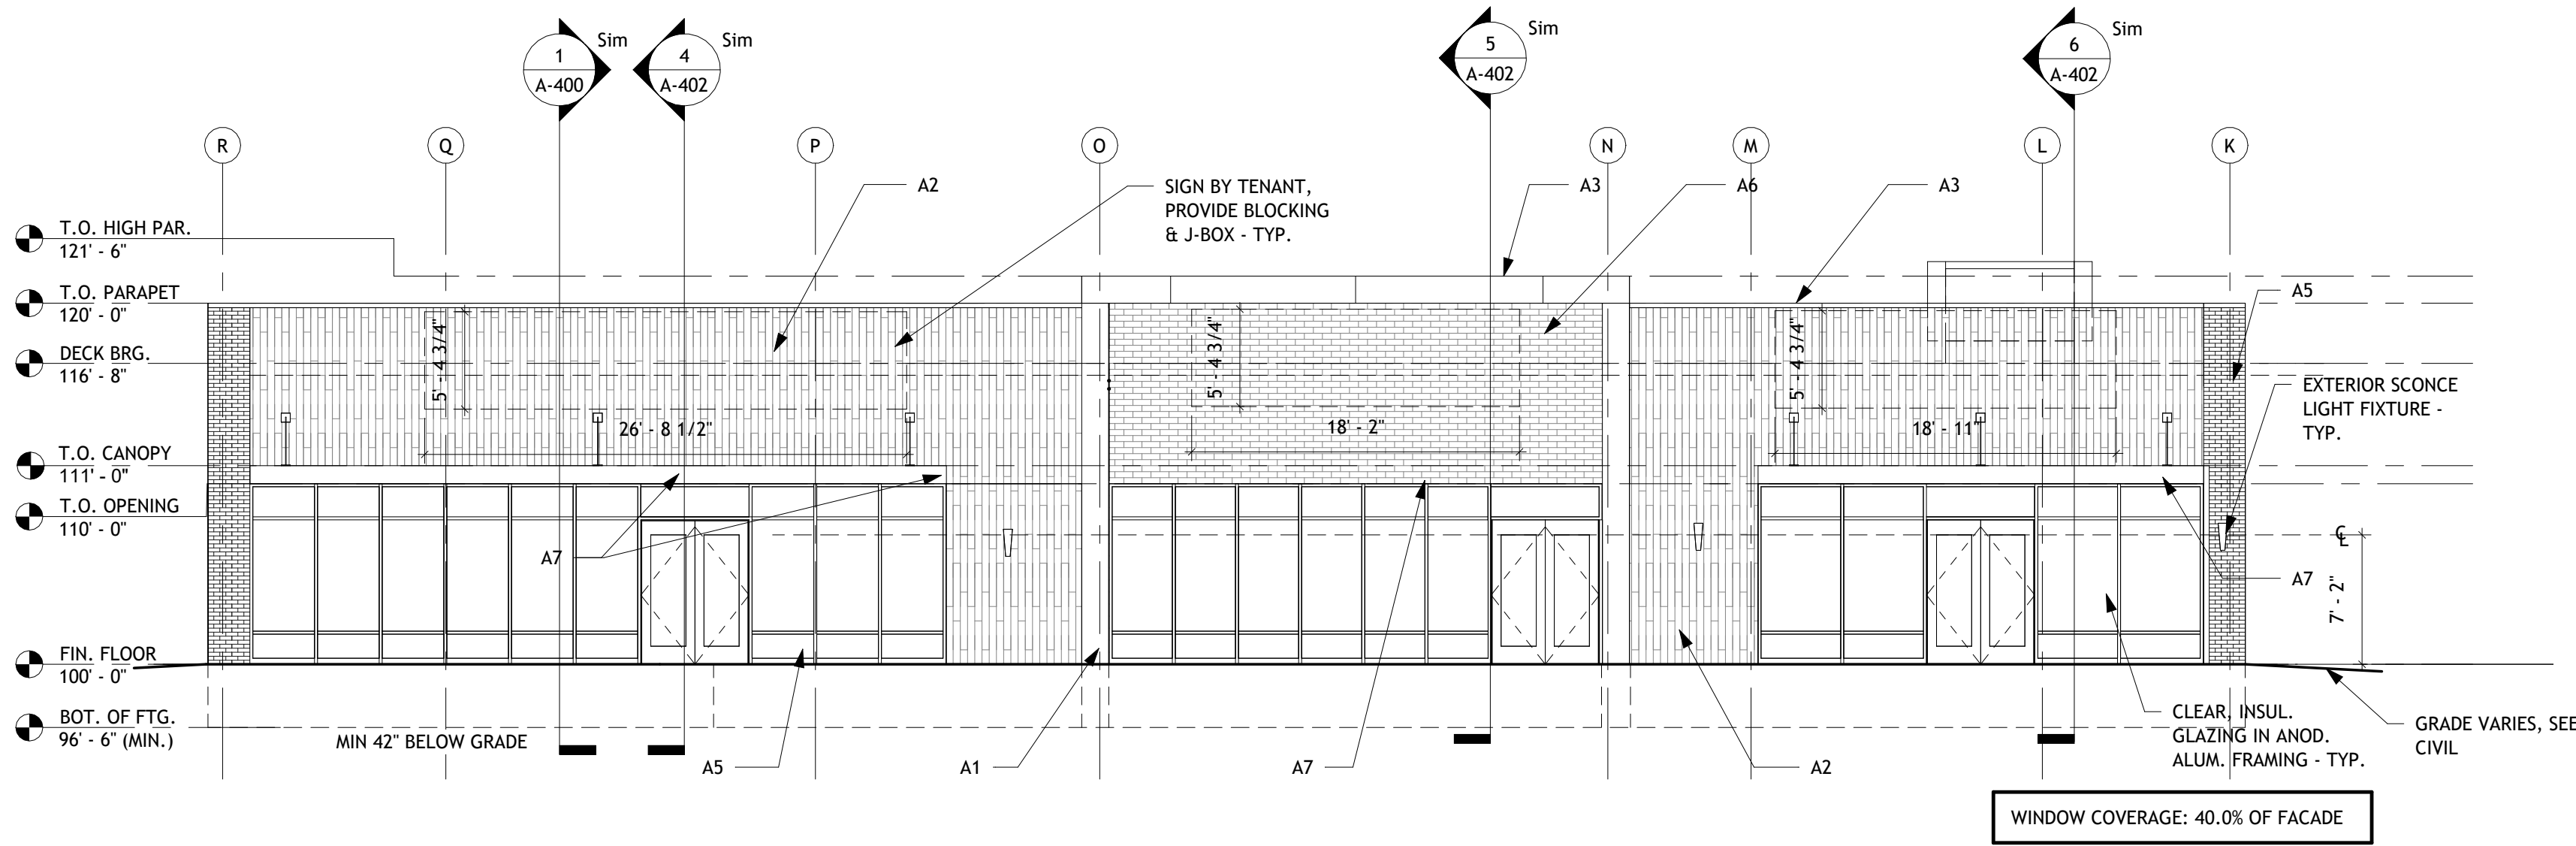 1
A-400
Sim
4
A-402
Sim
5
A-402
Sim
6
A-402
Sim
R
Q
P
O
N
M
L
K
A2
SIGN BY TENANT,
PROVIDE BLOCKING
& J-BOX - TYP.
A3
A6
A3
T.O. HIGH PAR.
121' - 6"
T.O. PARAPET
120' - 0"
DECK BRG.
116' - 8"
T.O. CANOPY
111' - 0"
T.O. OPENING
110' - 0"
FIN. FLOOR
100' - 0"
BOT. OF FTG.
96' - 6" (MIN.)
5' - 4 3/4"
26' - 8 1/2"
5' - 4 3/4"
18' - 2"
5' - 4 3/4"
18' - 11"
A5
EXTERIOR SCONCE
LIGHT FIXTURE -
TYP.
A7
A7
7' - 2"
CL
MIN 42" BELOW GRADE
A5
A1
A7
A2
CLEAR, INSUL.
GLAZING IN ANOD.
ALUM. FRAMING - TYP.
GRADE VARIES, SEE
CIVIL
WINDOW COVERAGE: 40.0% OF FACADE